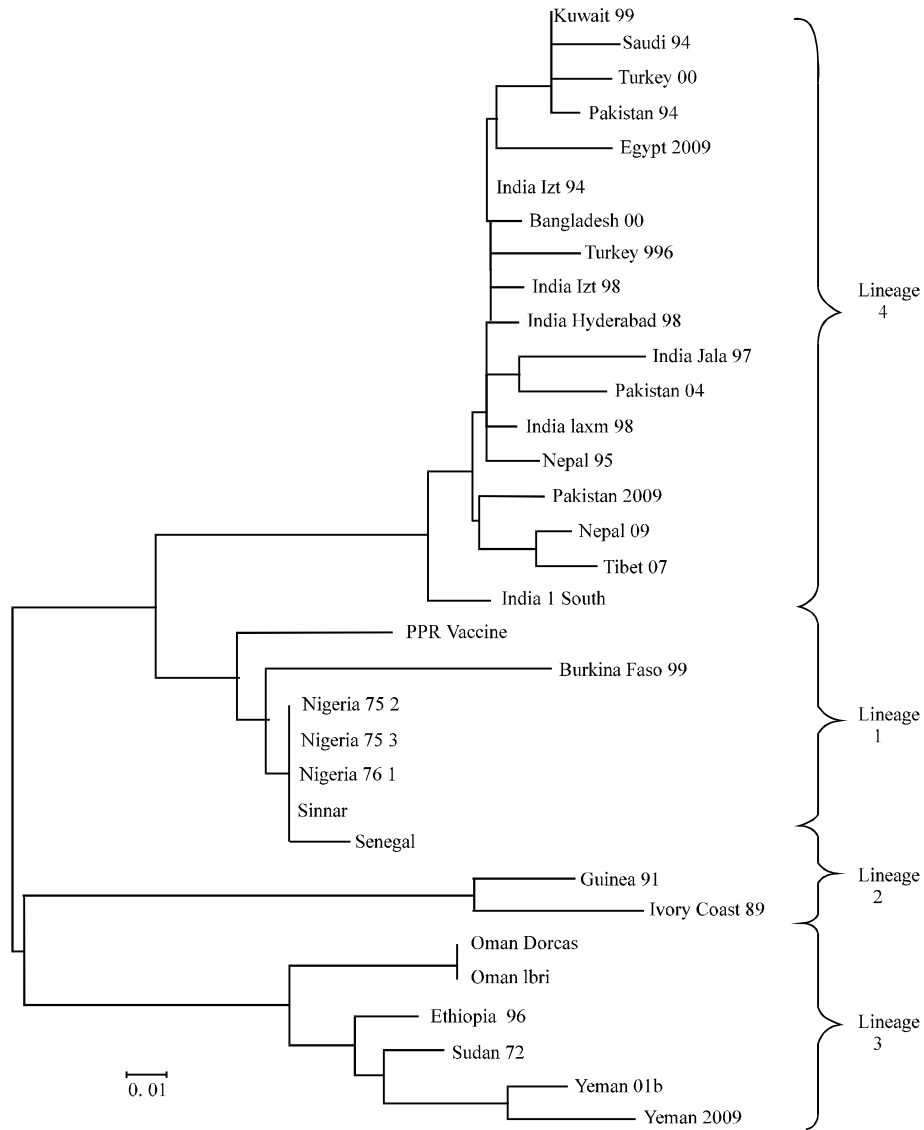 Kuwait 99
Saudi 94
Turkey 00
Pakistan 94
Egypt 2009
India Izt 94
Bangladesh 00
Turkey 996
India Izt 98
India Hyderabad 98
India Jala 97
Pakistan 04
India laxm 98
Nepal 95
Pakistan 2009
Nepal 09
Tibet 07
India 1 South
Lineage
4
PPR Vaccine
Burkina Faso 99
Nigeria 75 2
Nigeria 75 3
Nigeria 76 1
Sinnar
Senegal
Lineage
1
Guinea 91
Ivory Coast 89
Lineage
2
Oman Dorcas
Oman lbri
Ethiopia 96
Sudan 72
Yeman 01b
Yeman 2009
Lineage
3
0. 01